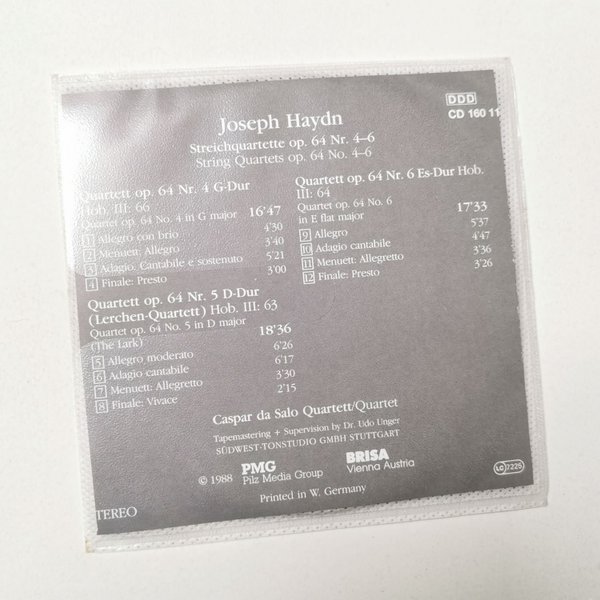 DDD
CD 160 11
Joseph Haydn
Streichquartette op. 64 Nr. 4–6
String Quartets op. 64 No. 4–6
Quartett op. 64 Nr. 4 G-Dur
Hob. III: 66
Quartet op. 64 No. 4 in G major 16'47
1 Allegro con brio 4'30
2 Menuett: Allegro 3'40
3 Adagio. Cantabile e sostenuto 5'21
4 Finale: Presto 3'00
Quartett op. 64 Nr. 5 D-Dur
(Lerchen-Quartett) Hob. III: 63
Quartet op. 64 No. 5 in D major
(The Lark) 18'36
5 Allegro moderato 6'26
6 Adagio cantabile 6'17
7 Menuett: Allegretto 3'30
8 Finale: Vivace 2'15
Quartett op. 64 Nr. 6 Es-Dur Hob.
III: 64
Quartet op. 64 No. 6 17'33
in E flat major
9 Allegro 5'37
10 Adagio cantabile 4'47
11 Menuett: Allegretto 3'36
12 Finale: Presto 3'26
Caspar da Salo Quartett/Quartet
Tapemastering + Supervision by Dr. Udo Unger
SÜDWEST-TONSTUDIO GMBH STUTTGART
© 1988 PMG BRISA
Pilz Media Group Vienna Austria
Printed in W. Germany
LC 7225
TEREO